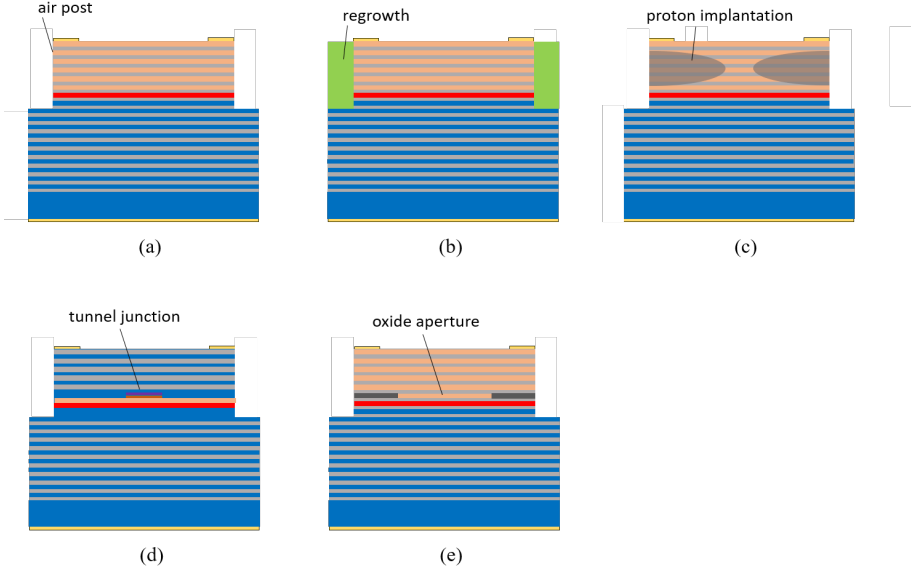 air post
regrowth
proton implantation
(a)
(b)
(c)
tunnel junction
oxide aperture
(d)
(e)